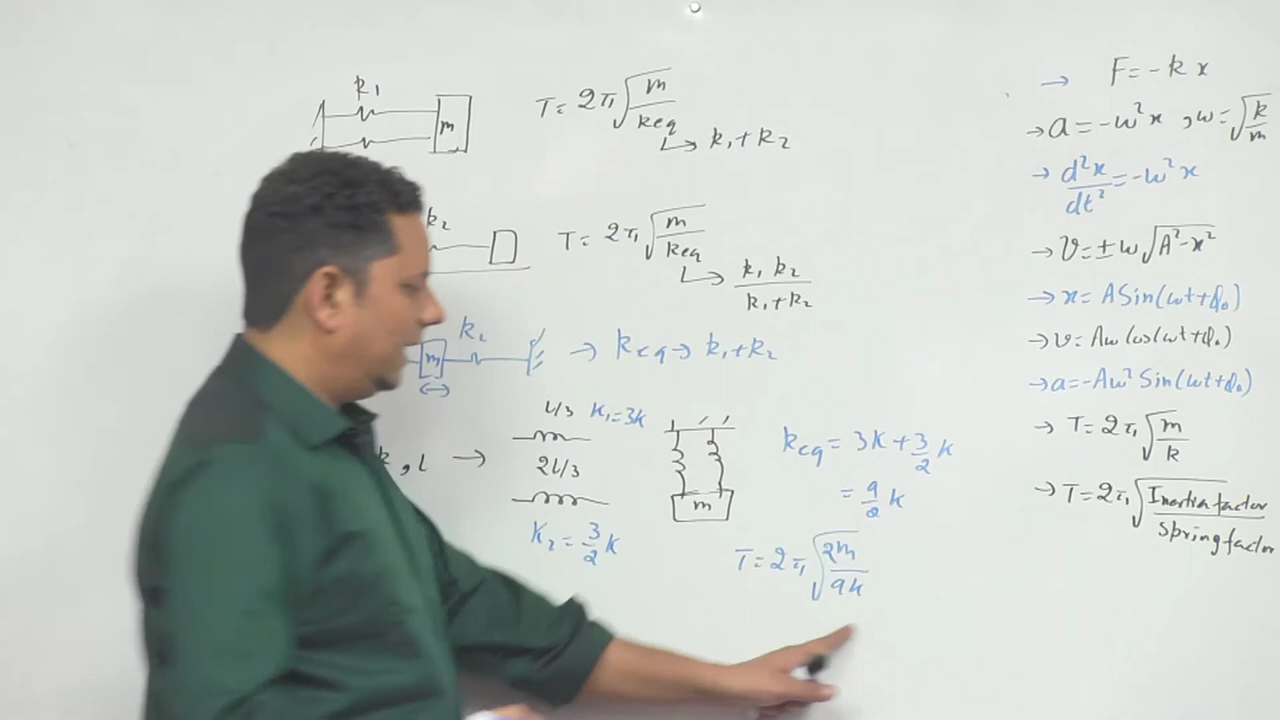 k₁
m
T = 2π√(m/keq)
→ k₁+k₂
k₂
T = 2π√(m/keq)
→ k₁ k₂/k₁+k₂
m
k₂
→ keq → k₁+k₂
k, l →
l/3 K₁=3K
2l/3
K₂ = 3/2 K
m
keq = 3K + 3/2 K
= 9/2 K
T = 2π√(2m/9K)
→ F = -kx
→ a = -ω²x , ω = √(k/m)
→ d²x/dt² = -ω²x
→ v = ± ω√(A²-x²)
→ x = A Sin(ωt+φ₀)
→ v = Aω Cos(ωt+φ₀)
→ a = -Aω² Sin(ωt+φ₀)
→ T = 2π√(m/k)
→ T = 2π√(Inertia factor/Spring factor)